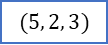 (5, 2, 3)